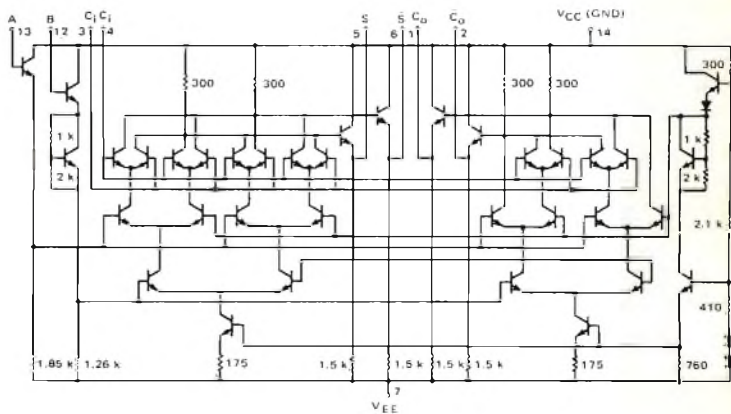 A B Ci Ci S S̄ Co C̄o VCC (GND)
13 12 3 4 5 6 1 2 14
300 300 300 300 300
1 k 1 k
2 k 2 k
2.1 k
410
175 175
1.85 k 1.26 k 1.5 k 1.5 k 1.5 k 1.5 k 760
7
VEE